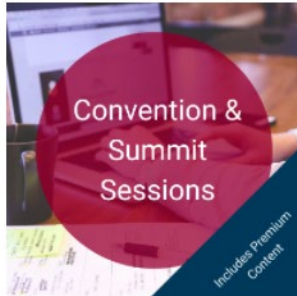 Convention &
Summit
Sessions
Includes Premium
Content